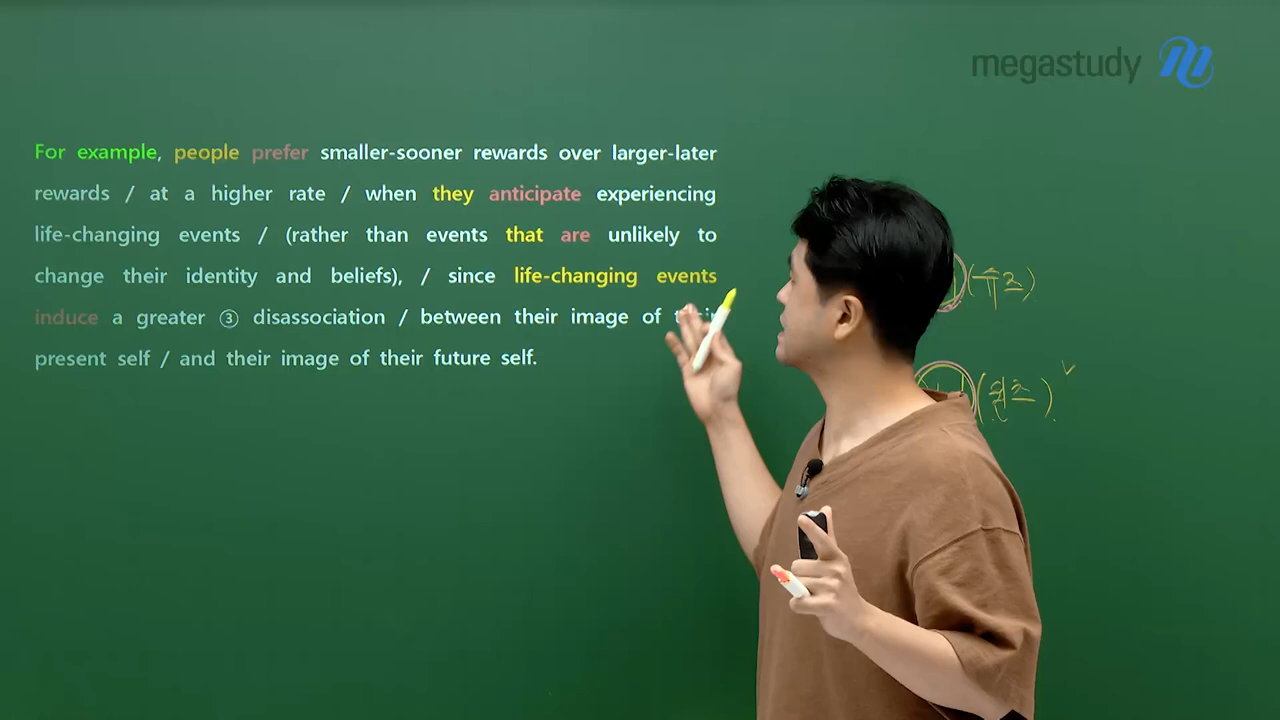 megastudy
For example, people prefer smaller-sooner rewards over larger-later
rewards / at a higher rate / when they anticipate experiencing
life-changing events / (rather than events that are unlikely to
change their identity and beliefs), / since life-changing events
induce a greater ③ disassociation / between their image of their
present self / and their image of their future self.